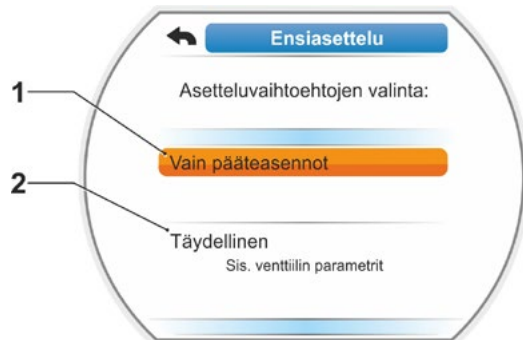 Ensiasettelu
Asetteluvaihtoehtojen valinta:
1
Vain pääteasennot
2
Täydellinen
Sis. venttiilin parametrit